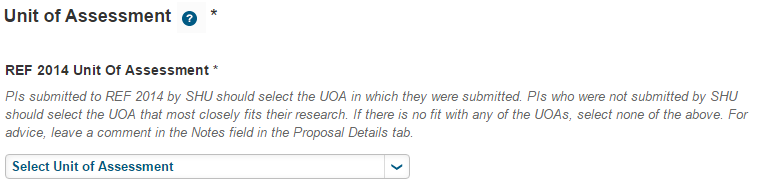 Unit of Assessment ? *
REF 2014 Unit Of Assessment *
PIs submitted to REF 2014 by SHU should select the UOA in which they were submitted. PIs who were not submitted by SHU
should select the UOA that most closely fits their research. If there is no fit with any of the UOAs, select none of the above. For
advice, leave a comment in the Notes field in the Proposal Details tab.
Select Unit of Assessment